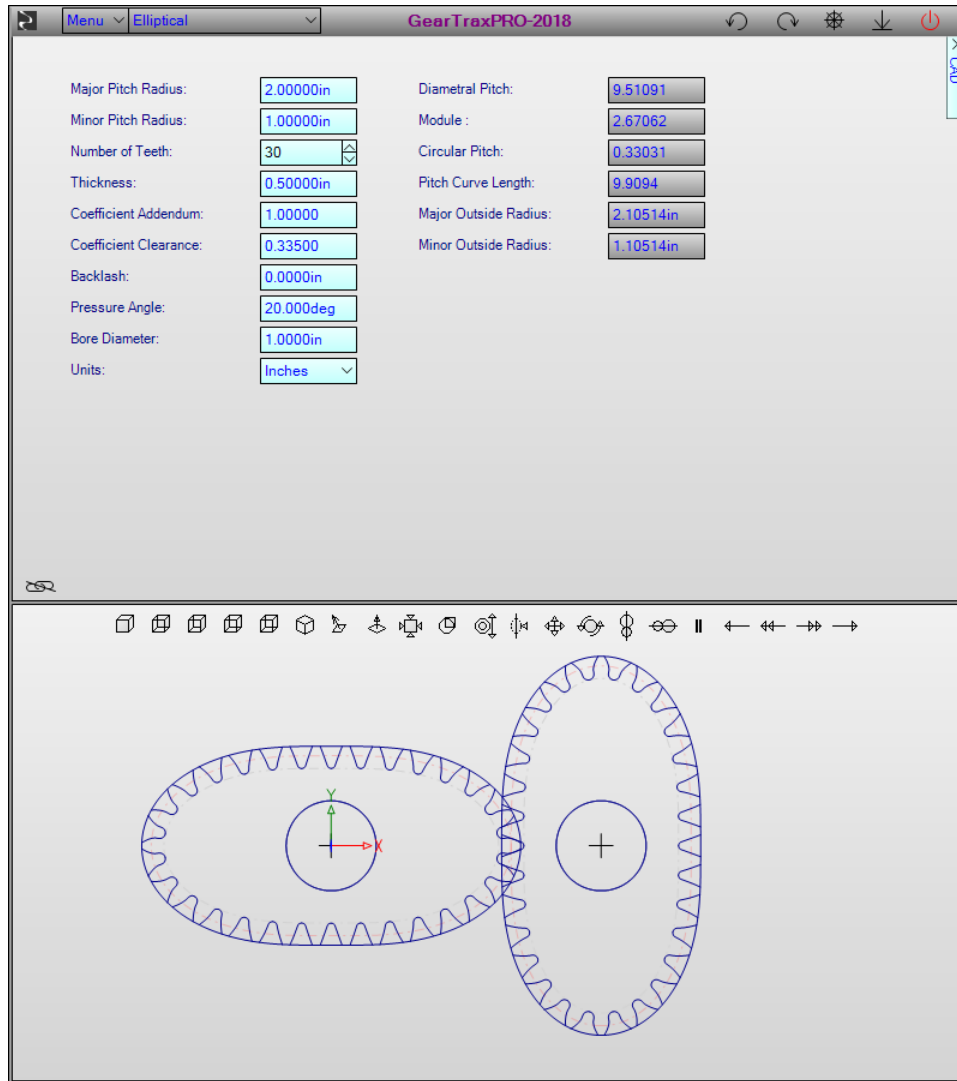 Menu Elliptical GearTraxPRO-2018
CAD
Major Pitch Radius: 2.00000in Diametral Pitch: 9.51091
Minor Pitch Radius: 1.00000in Module : 2.67062
Number of Teeth: 30 Circular Pitch: 0.33031
Thickness: 0.50000in Pitch Curve Length: 9.9094
Coefficient Addendum: 1.00000 Major Outside Radius: 2.10514in
Coefficient Clearance: 0.33500 Minor Outside Radius: 1.10514in
Backlash: 0.0000in
Pressure Angle: 20.000deg
Bore Diameter: 1.0000in
Units: Inches
Y
X